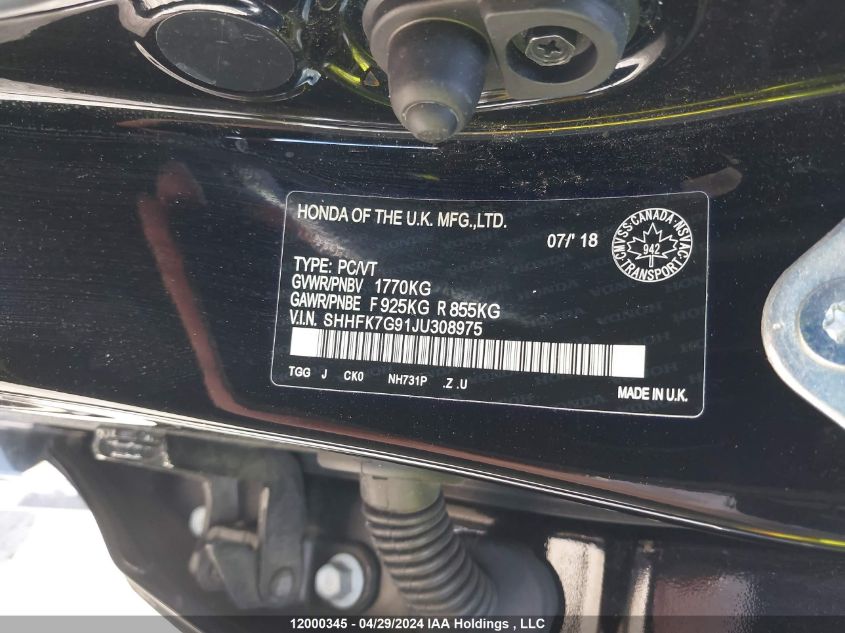 HONDA OF THE U.K. MFG.,LTD.
07/' 18
CMVSS CANADA NSVAC
942
TRANSPORT
TYPE: PC/VT
GVWR/PNBV 1770KG
GAWR/PNBE F 925KG R 855KG
V.I.N. SHHFK7G91JU308975
TGG J CK0 NH731P .Z .U
MADE IN U.K.
12000345 - 04/29/2024 IAA Holdings , LLC